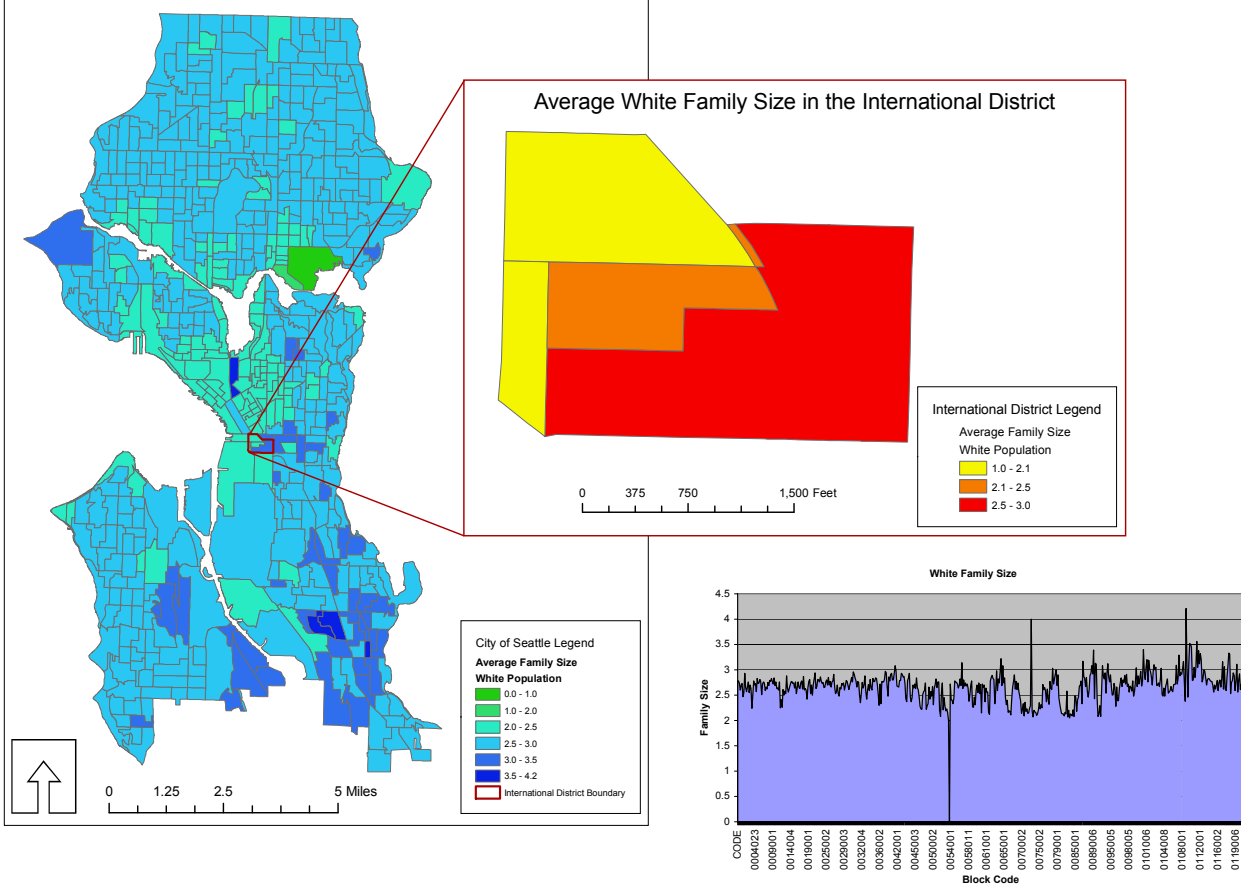 Average White Family Size in the International District
International District Legend
Average Family Size
White Population
1.0 - 2.1
2.1 - 2.5
2.5 - 3.0
0 375 750 1,500 Feet
City of Seattle Legend
Average Family Size
White Population
0.0 - 1.0
1.0 - 2.0
2.0 - 2.5
2.5 - 3.0
3.0 - 3.5
3.5 - 4.2
International District Boundary
0 1.25 2.5 5 Miles
White Family Size
Family Size
4.5
4
3.5
3
2.5
2
1.5
1
0.5
0
CODE
0004023
0009001
0014004
0019001
0025002
0029003
0032004
0036002
0042001
0045003
0050002
0054001
0058011
0061001
0065001
0070002
0075002
0079001
0085001
0089006
0095005
0098005
0101006
0104008
0108001
0112001
0116002
0119006
Block Code